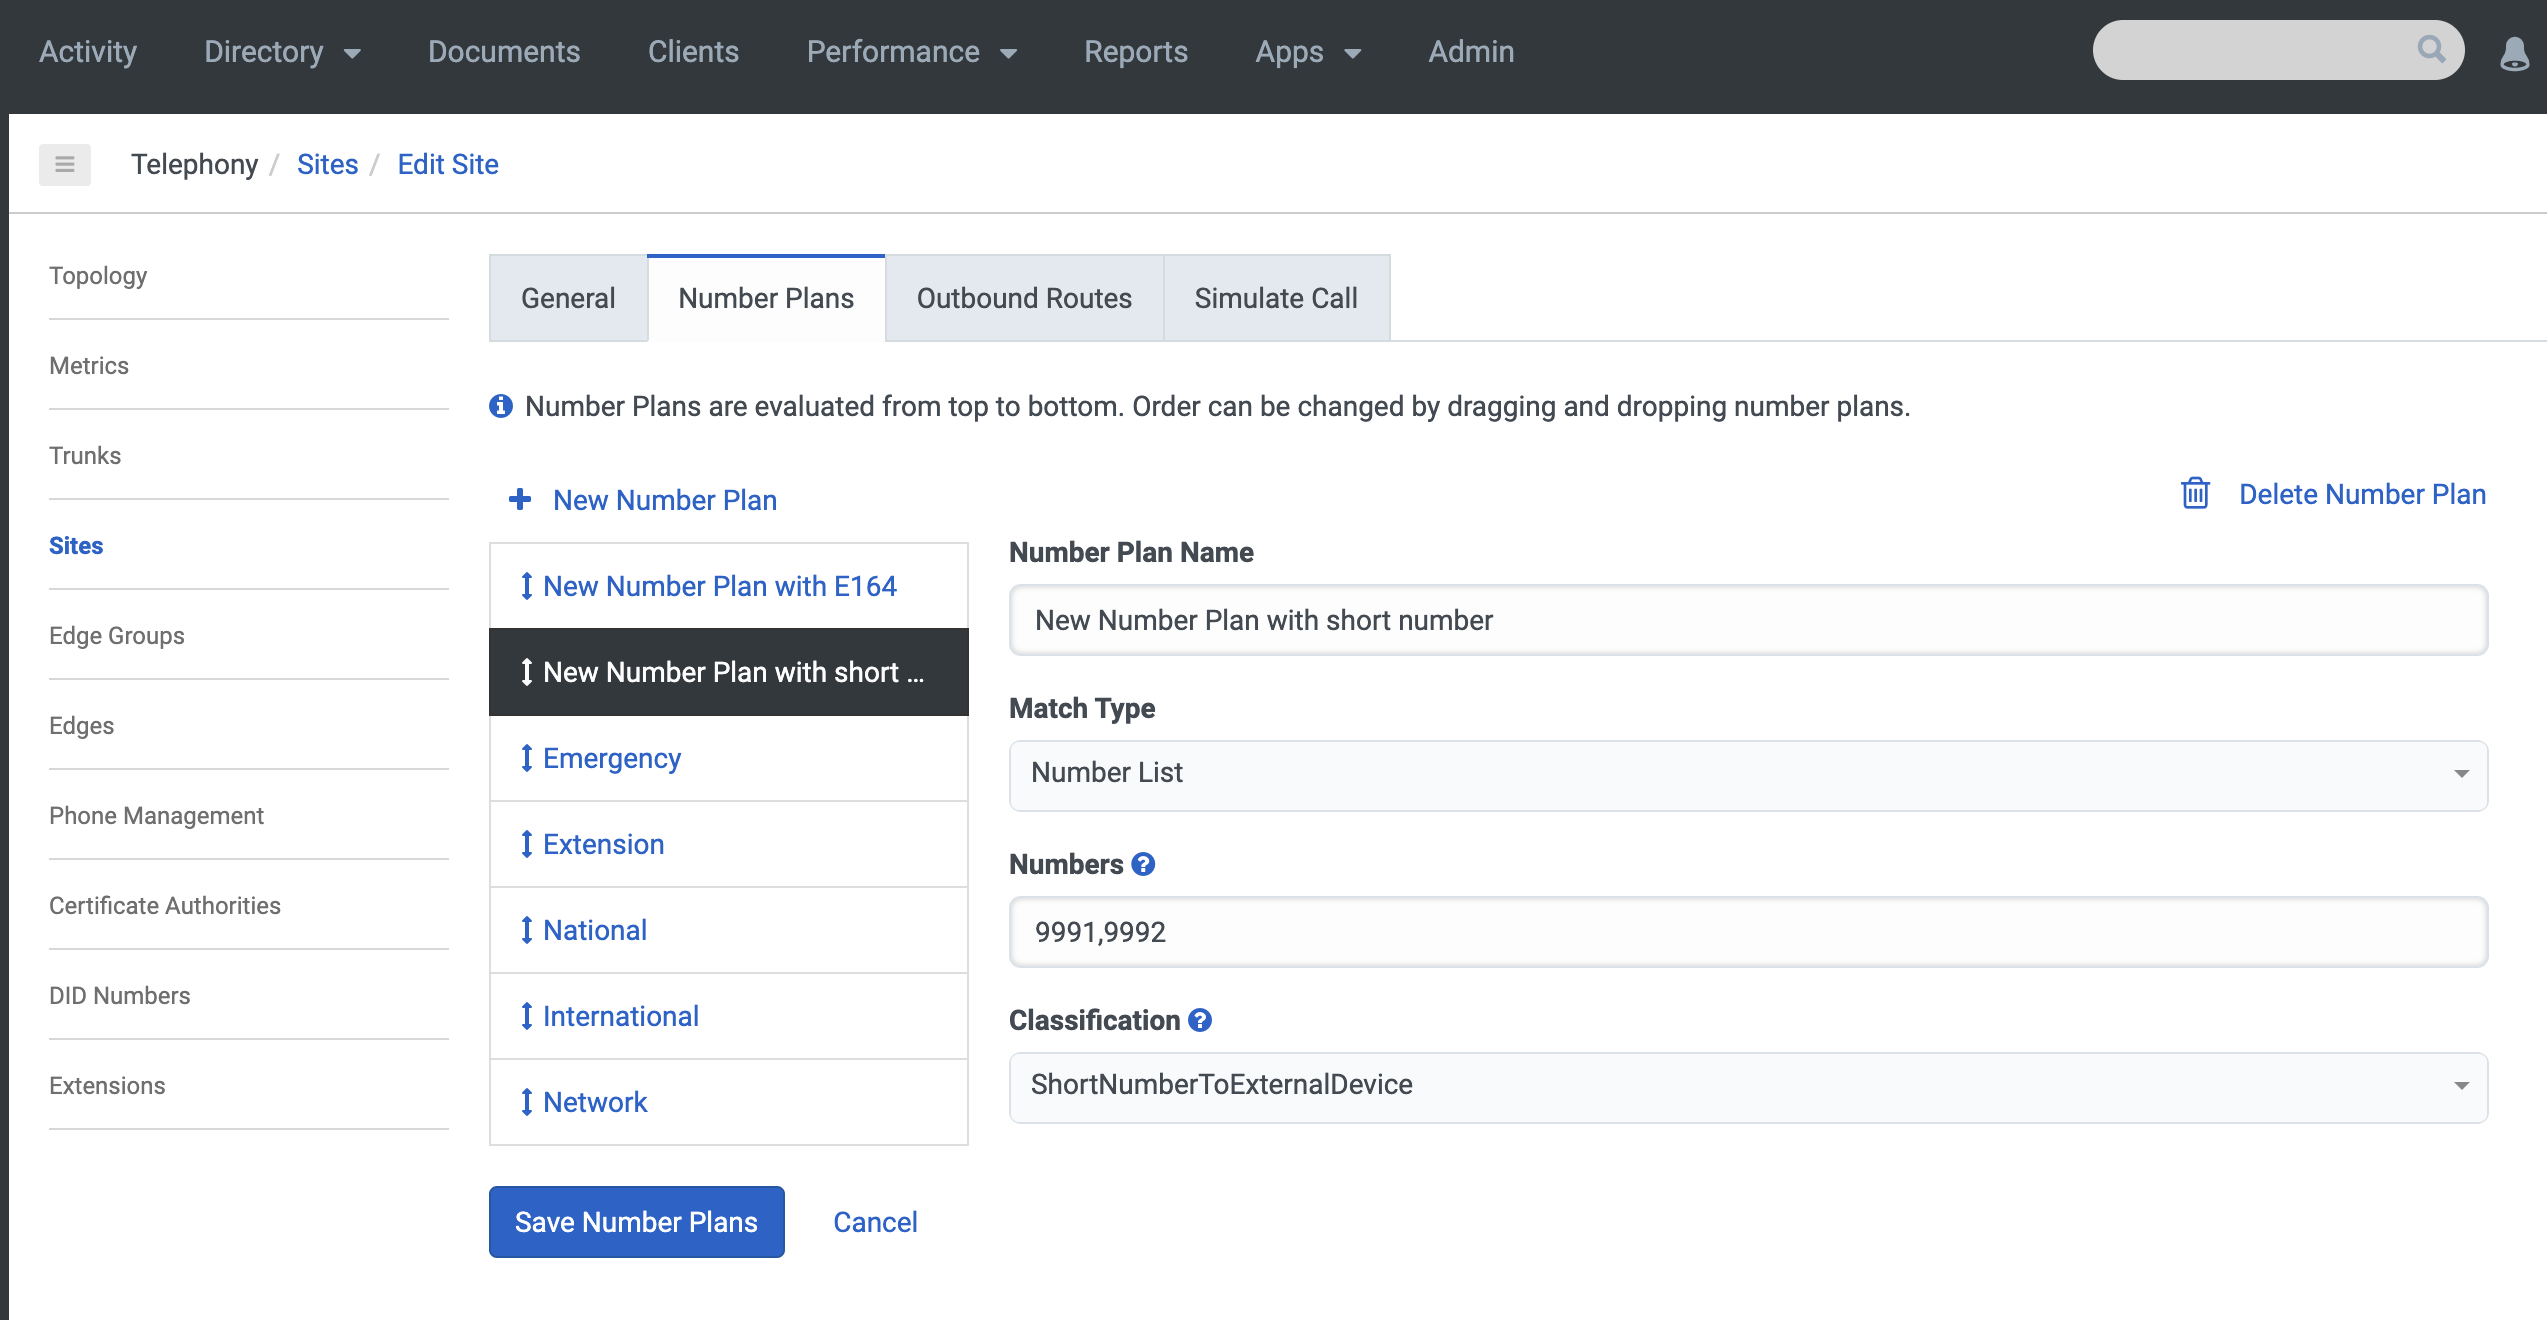 Activity Directory Documents Clients Performance Reports Apps Admin
Telephony / Sites / Edit Site
Topology
Metrics
Trunks
Sites
Edge Groups
Edges
Phone Management
Certificate Authorities
DID Numbers
Extensions
General Number Plans Outbound Routes Simulate Call
Number Plans are evaluated from top to bottom. Order can be changed by dragging and dropping number plans.
New Number Plan
Delete Number Plan
New Number Plan with E164
New Number Plan with short ...
Emergency
Extension
National
International
Network
Number Plan Name
New Number Plan with short number
Match Type
Number List
Numbers
9991,9992
Classification
ShortNumberToExternalDevice
Save Number Plans Cancel